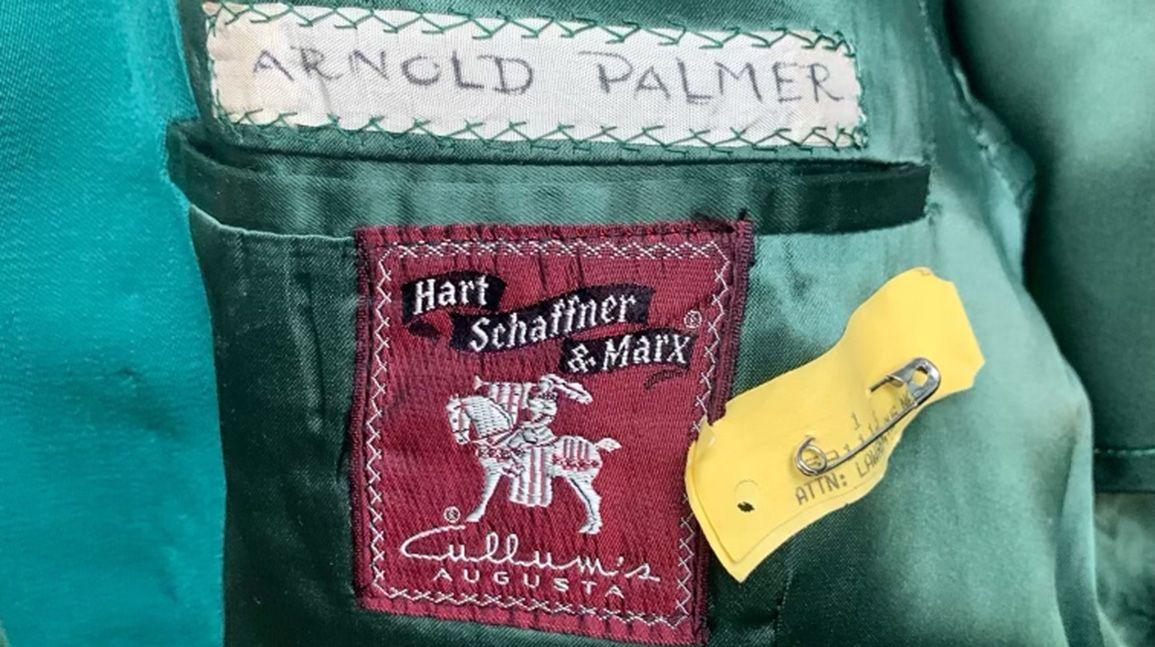 ARNOLD PALMER
Hart
Schaffner
& Marx®
®
Cullum's
AUGUSTA
1
ATTN: